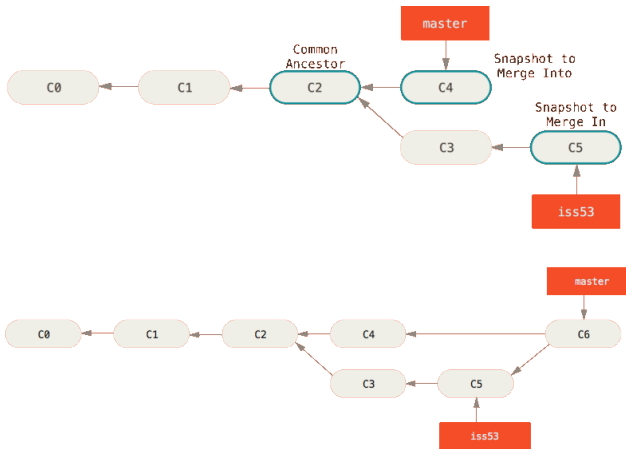 master
Common
Ancestor
Snapshot to
Merge Into
C0
C1
C2
C4
Snapshot to
Merge In
C3
C5
iss53
master
C0
C1
C2
C4
C6
C3
C5
iss53